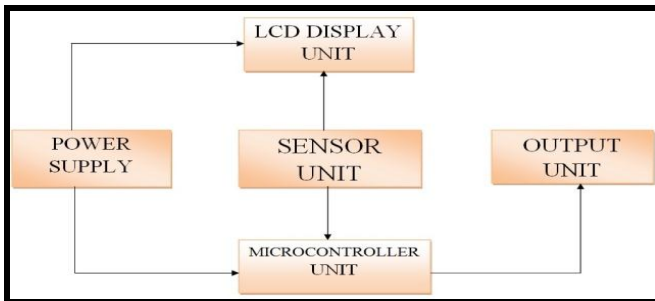 LCD DISPLAY
UNIT
POWER
SUPPLY
SENSOR
UNIT
OUTPUT
UNIT
MICROCONTROLLER
UNIT